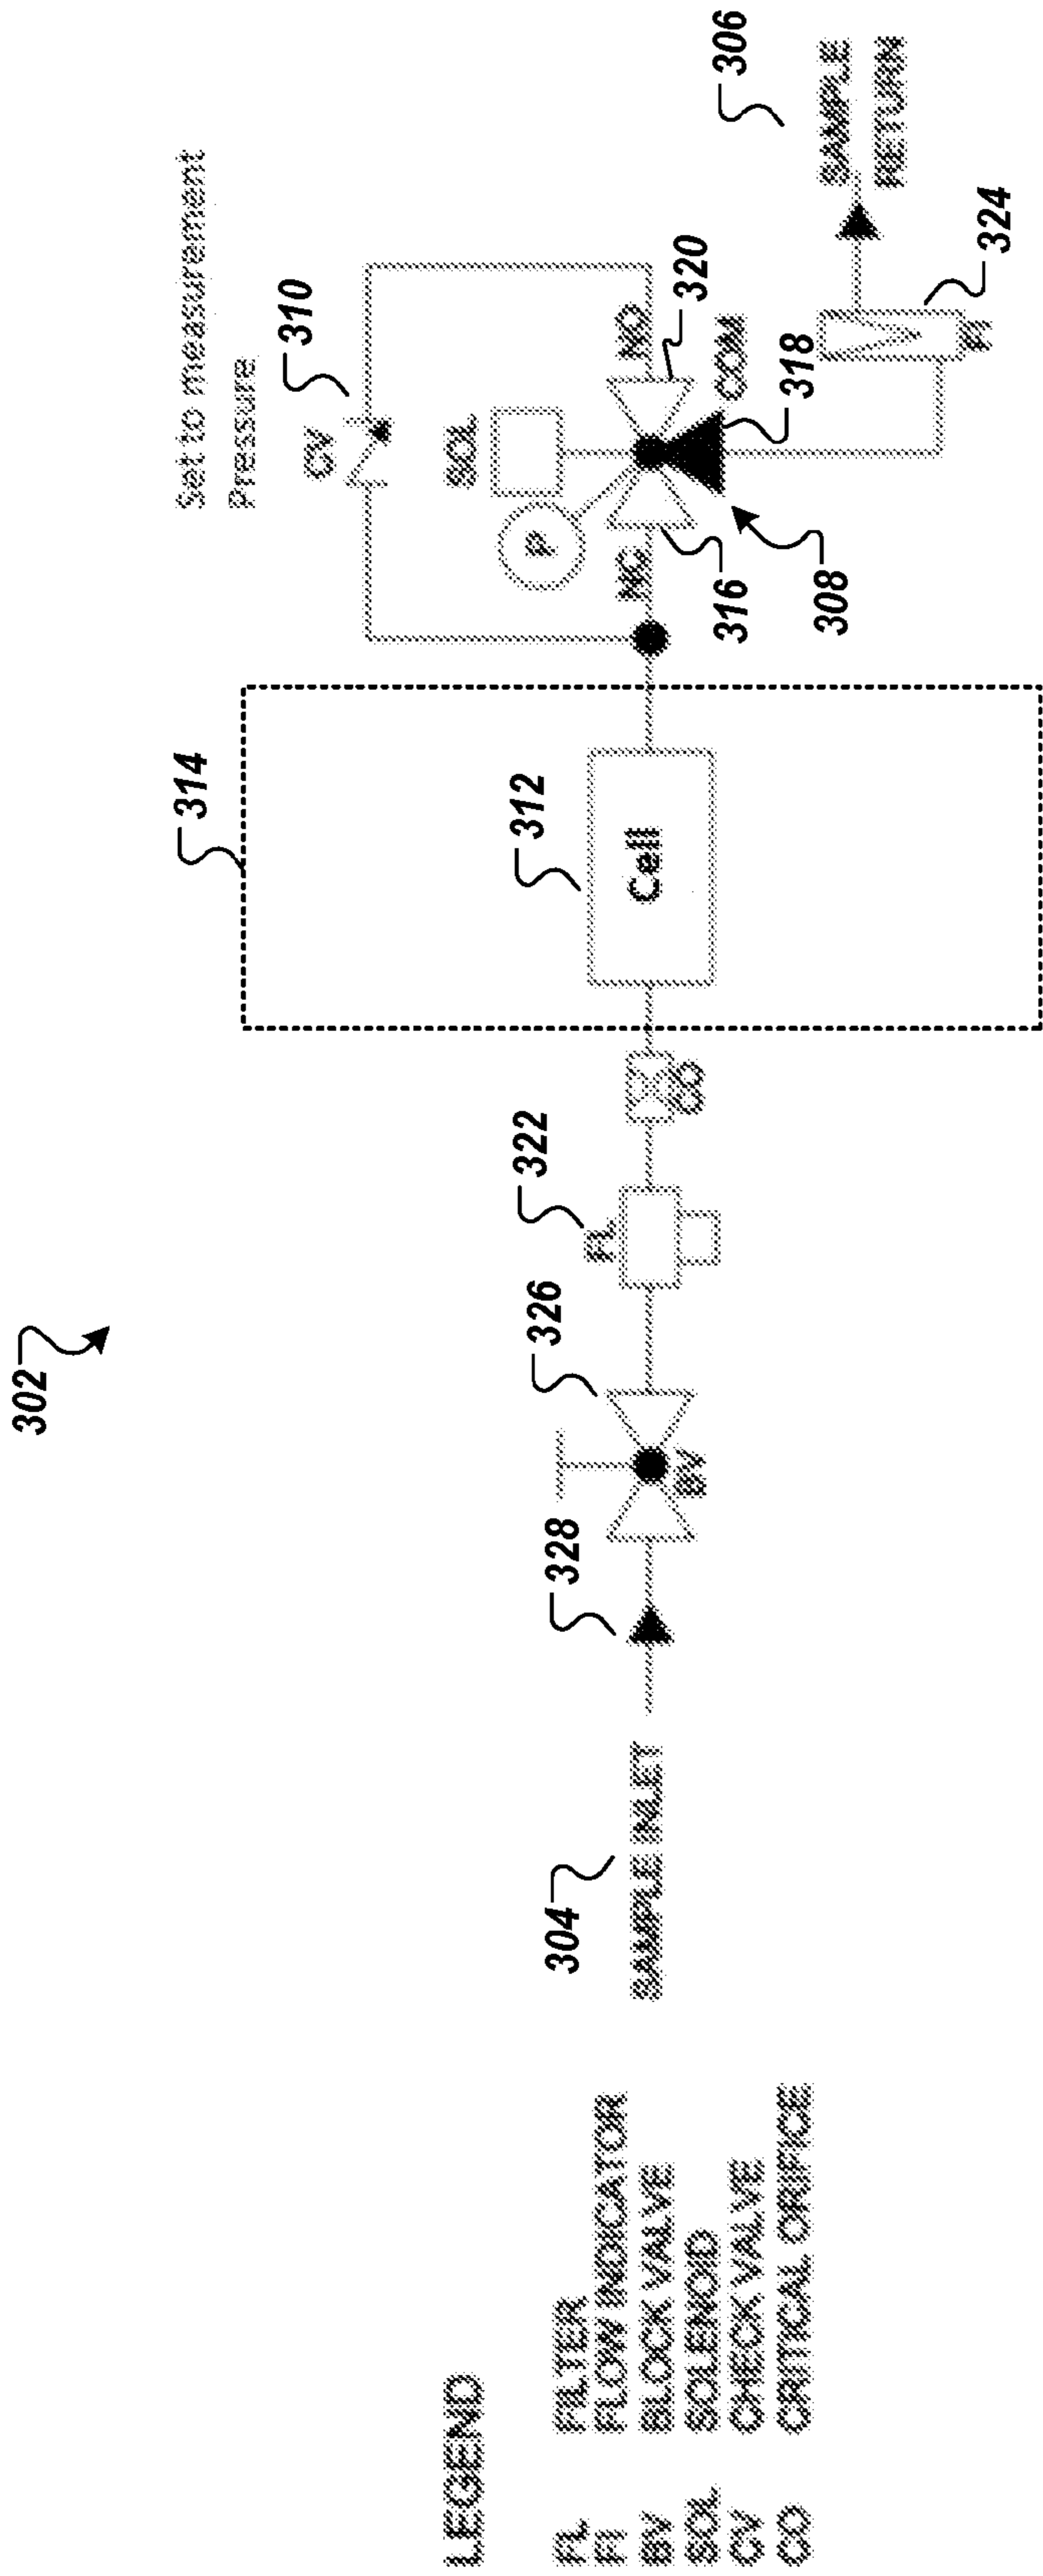 302
Set to measurement
Pressure
310
CV
SOL
P
NC
NO
COM
320
316
308
318
306
SAMPLE
RETURN
324
FI
314
312
Cell
CO
322
FL
326
BV
328
304
SAMPLE INLET
LEGEND
FL FILTER
FI FLOW INDICATOR
BV BLOCK VALVE
SOL SOLENOID
CV CHECK VALVE
CO CRITICAL ORIFICE